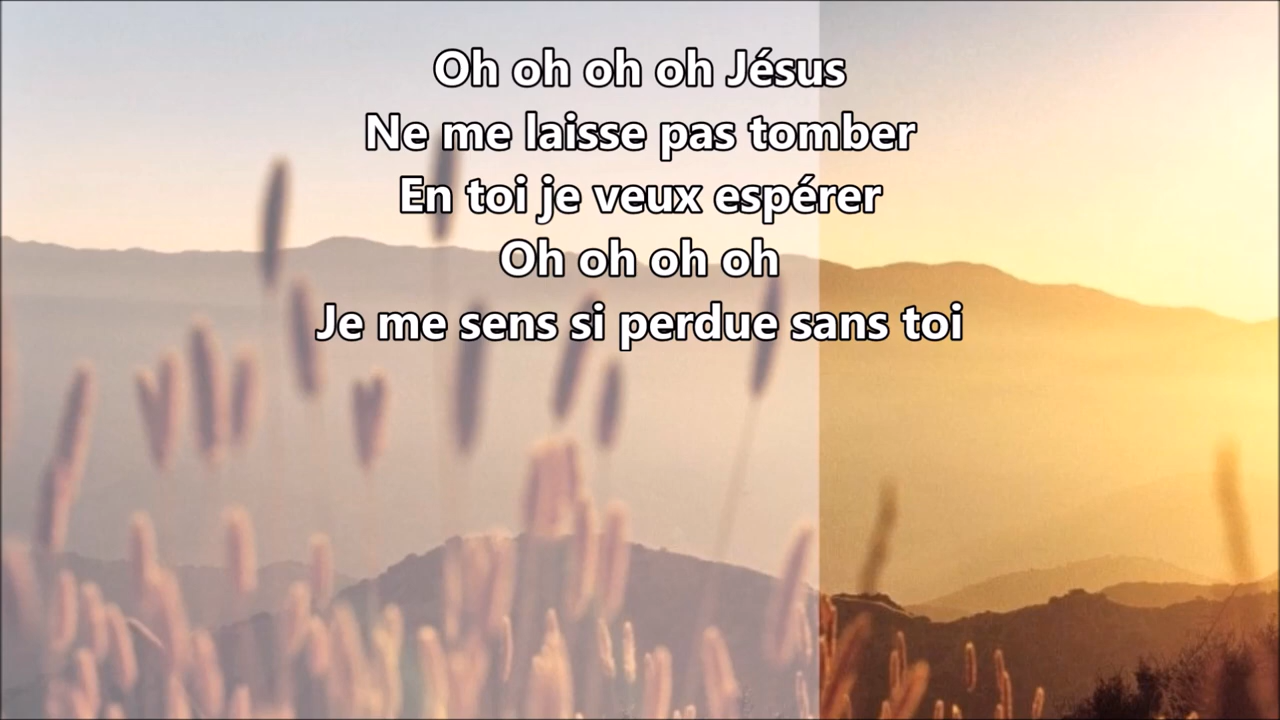 Oh oh oh oh Jésus
Ne me laisse pas tomber
En toi je veux espérer
Oh oh oh oh
Je me sens si perdue sans toi